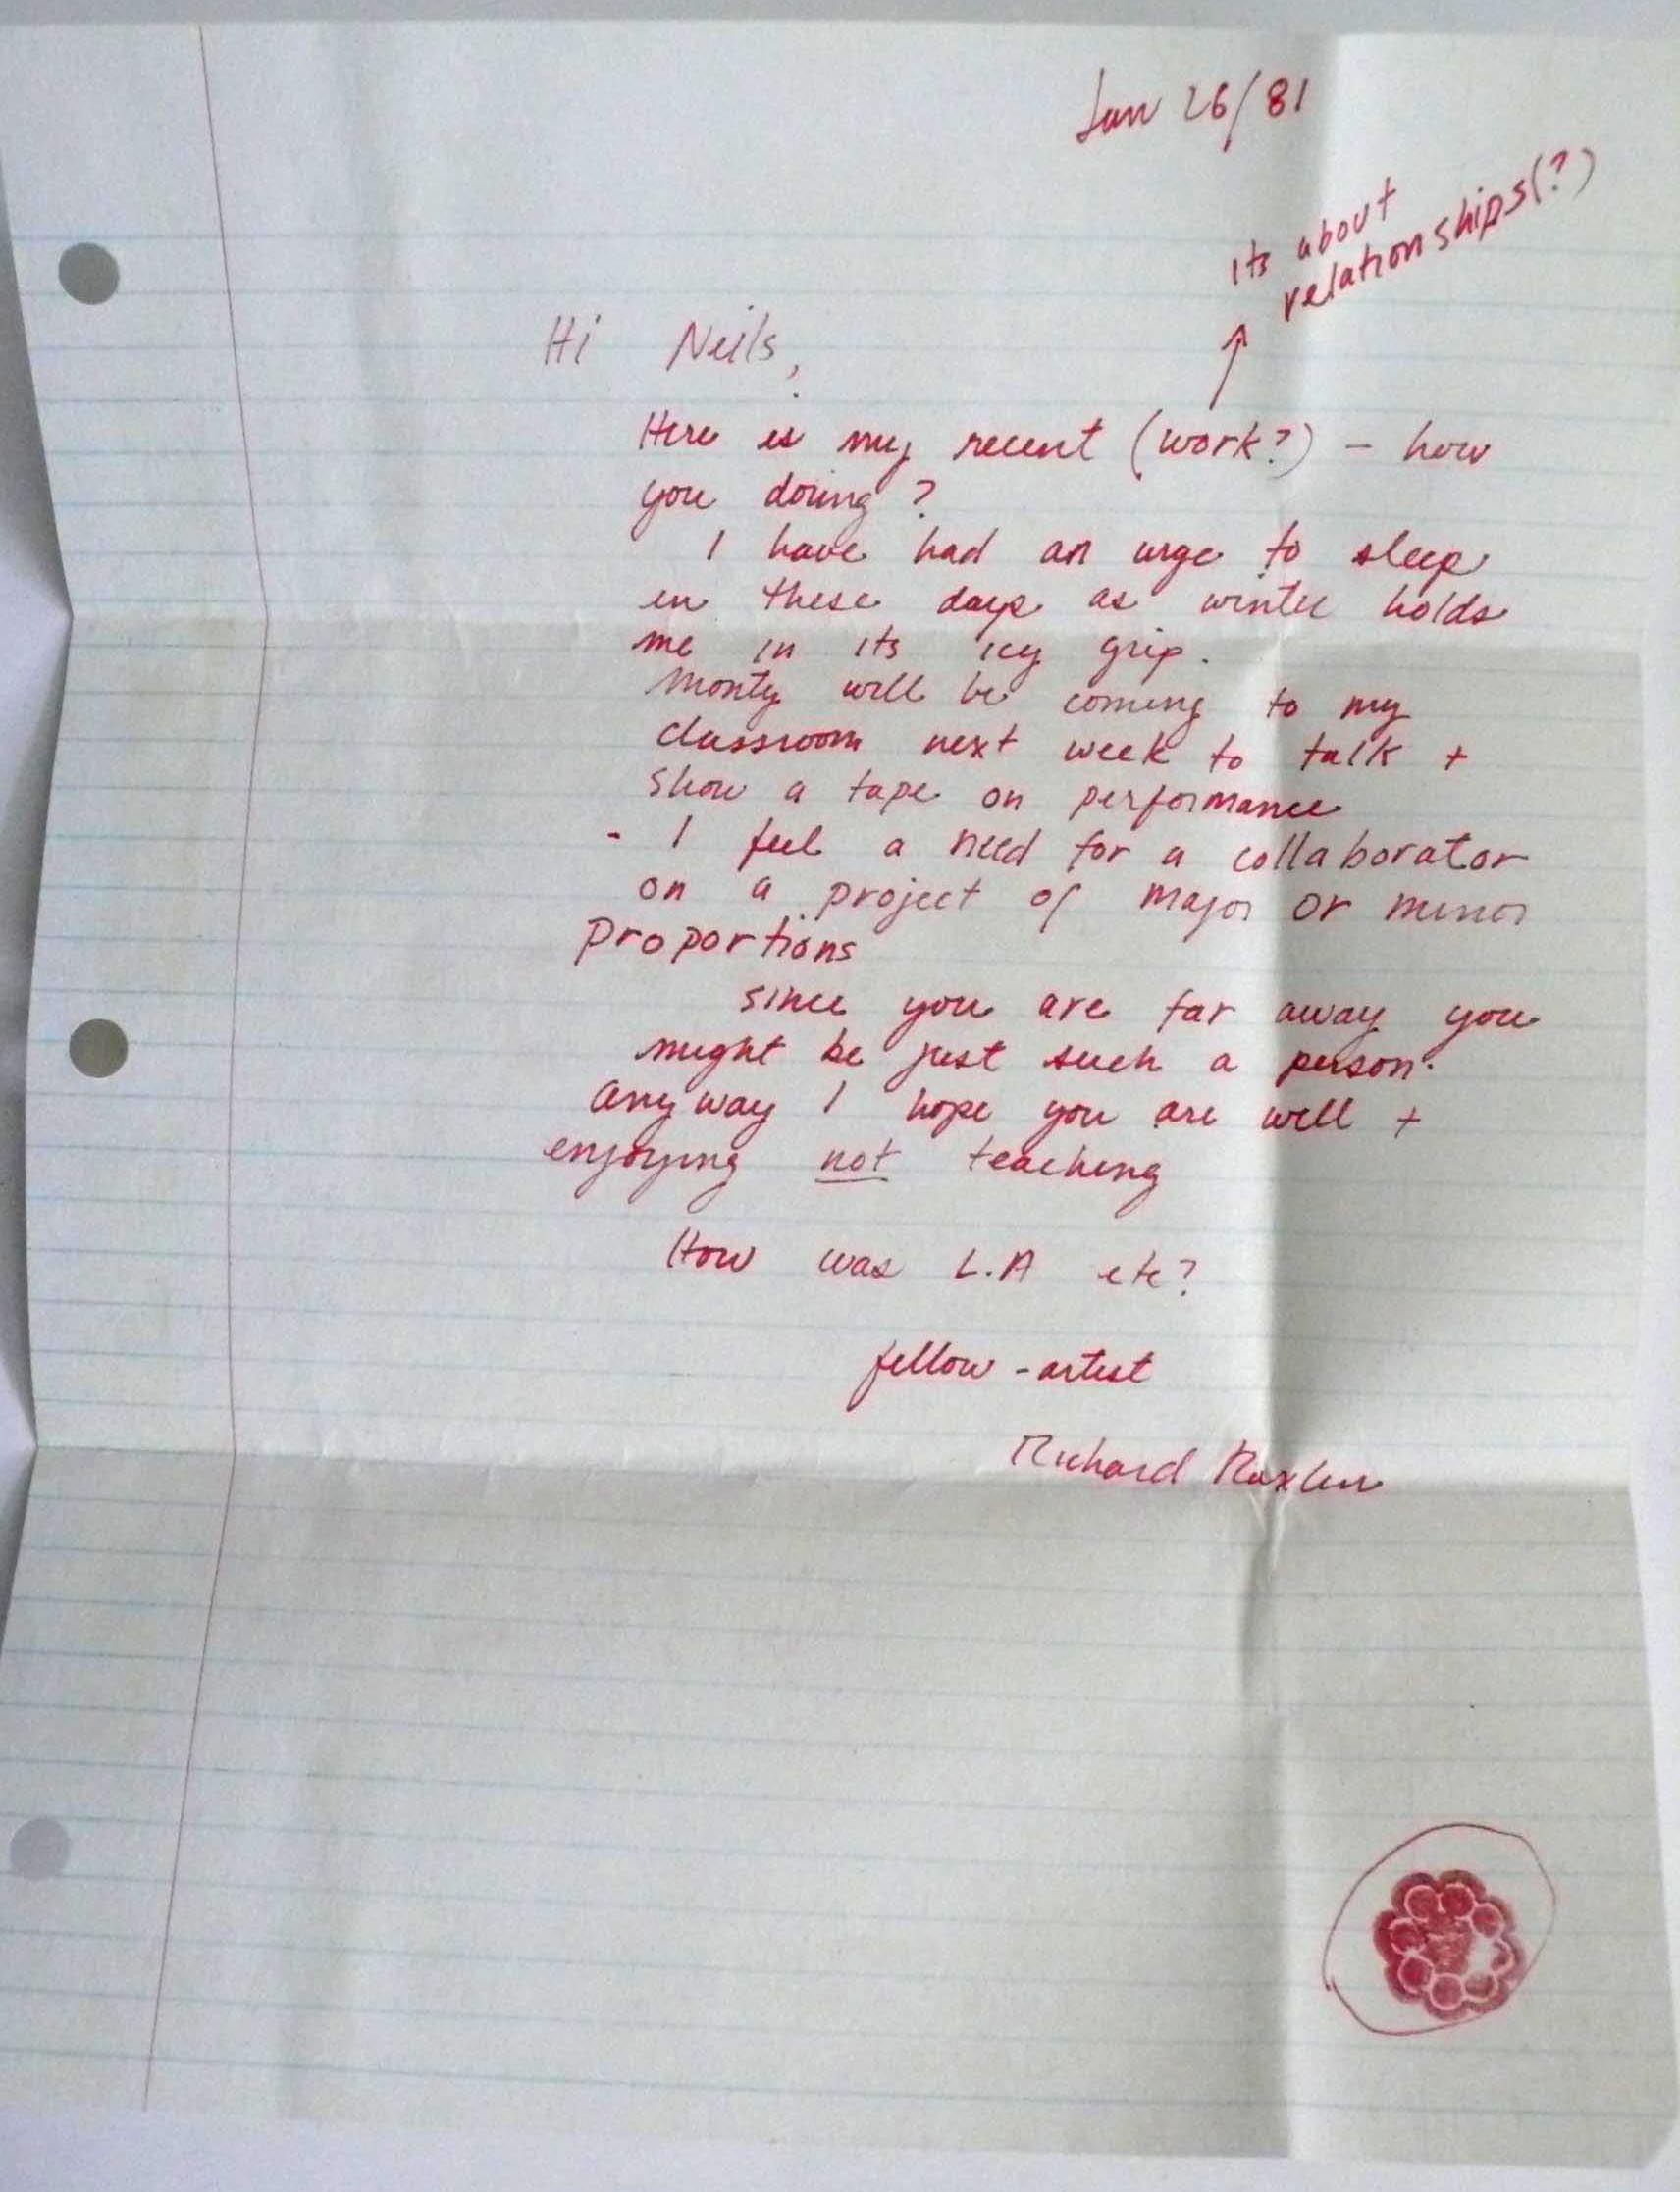 Jan 26/81
its about
relationships(?)
Hi Neils,
Here is my recent (work?) – how
you doing?
I have had an urge to sleep
in these days as winter holds
me in its icy grip.
Monty will be coming to my
classroom next week to talk +
show a tape on performance
- I feel a need for a collaborator
on a project of major or minor
proportions
since you are far away you
might be just such a person.
Anyway I hope you are well +
enjoying not teaching
How was L.A etc?
fellow-artist
Richard